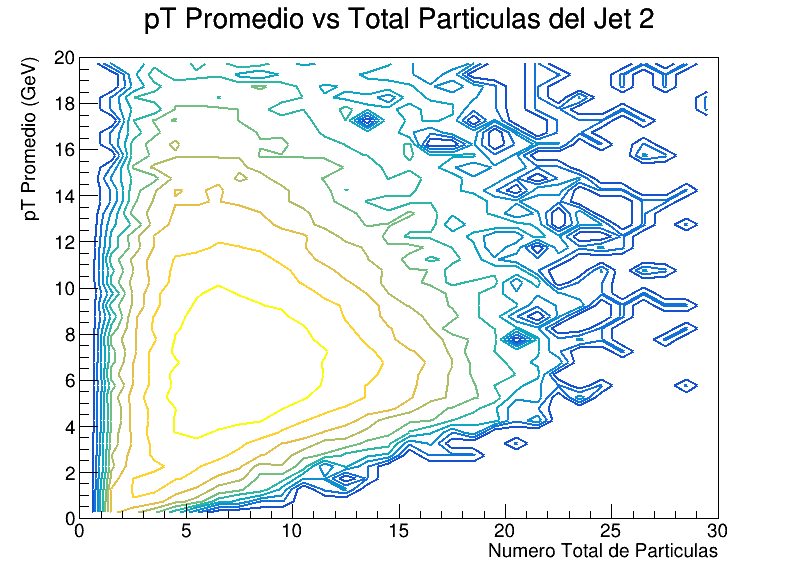 pT Promedio vs Total Particulas del Jet 2
pT Promedio (GeV)
20
18
16
14
12
10
8
6
4
2
0
0 5 10 15 20 25 30
Numero Total de Particulas